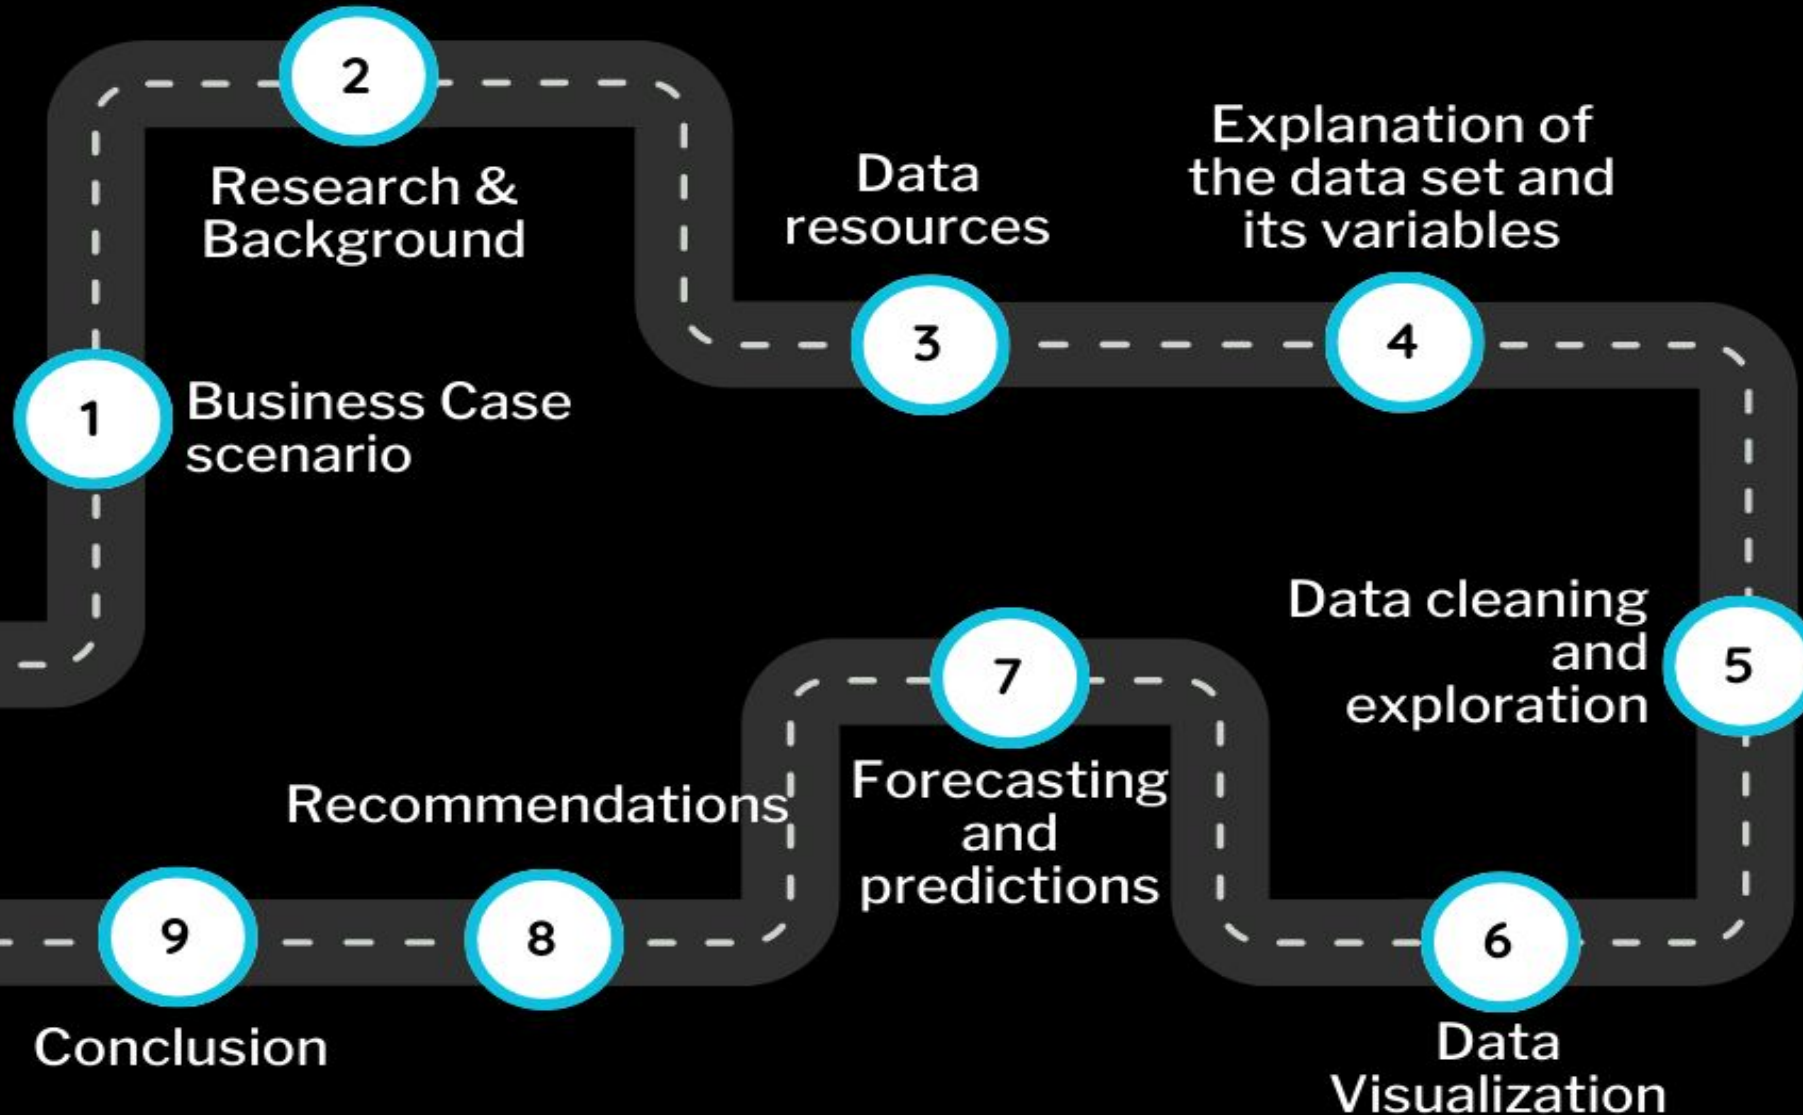 1
Business Case
scenario
2
Research &
Background
3
Data
resources
4
Explanation of
the data set and
its variables
5
Data cleaning
and
exploration
6
Data
Visualization
7
Forecasting
and
predictions
8
Recommendations
9
Conclusion